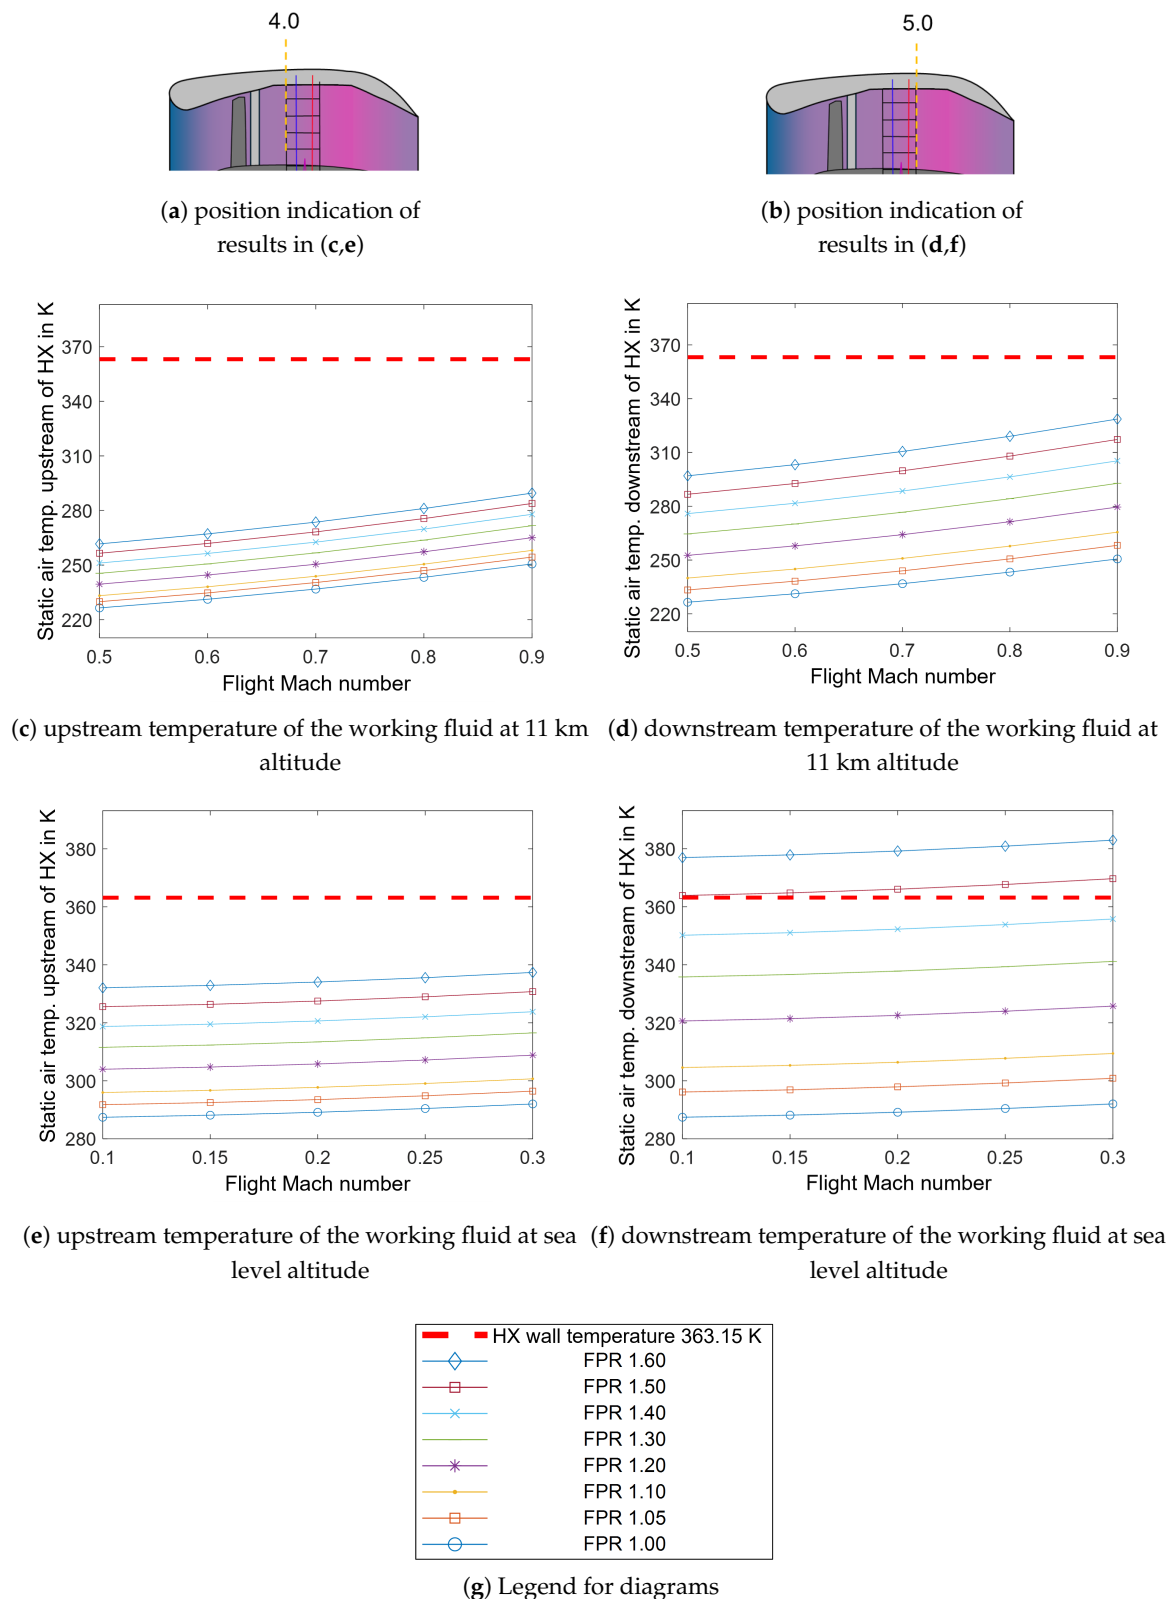 4.0
5.0
(a) position indication of
results in (c,e)
(b) position indication of
results in (d,f)
Static air temp. upstream of HX in K
370
340
310
280
250
220
0.5 0.6 0.7 0.8 0.9
Flight Mach number
Static air temp. downstream of HX in K
370
340
310
280
250
220
0.5 0.6 0.7 0.8 0.9
Flight Mach number
(c) upstream temperature of the working fluid at 11 km
altitude
(d) downstream temperature of the working fluid at
11 km altitude
Static air temp. upstream of HX in K
380
360
340
320
300
280
0.1 0.15 0.2 0.25 0.3
Flight Mach number
Static air temp. downstream of HX in K
380
360
340
320
300
280
0.1 0.15 0.2 0.25 0.3
Flight Mach number
(e) upstream temperature of the working fluid at sea
level altitude
(f) downstream temperature of the working fluid at sea
level altitude
HX wall temperature 363.15 K
FPR 1.60
FPR 1.50
FPR 1.40
FPR 1.30
FPR 1.20
FPR 1.10
FPR 1.05
FPR 1.00
(g) Legend for diagrams